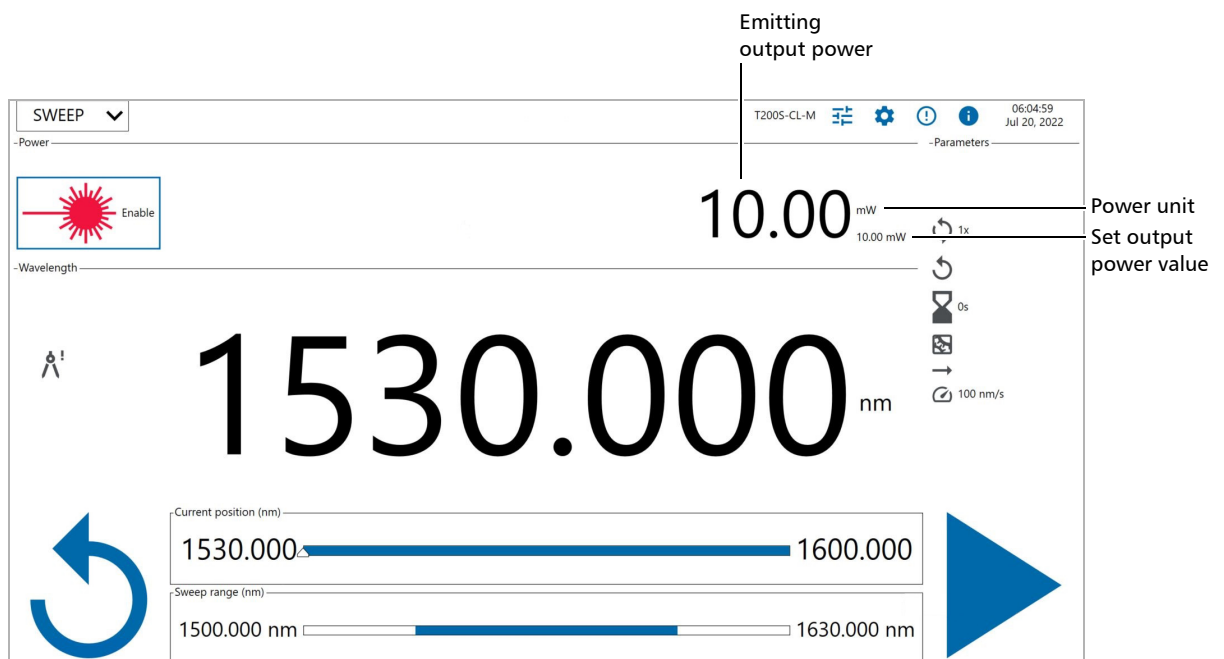 Emitting
output power
SWEEP
T200S-CL-M
06:04:59
Jul 20, 2022
Power
Parameters
Enable
10.00 mW
10.00 mW
Power unit
Set output
power value
1x
Wavelength
0s
1530.000 nm
100 nm/s
Current position (nm)
1530.000 1600.000
Sweep range (nm)
1500.000 nm 1630.000 nm